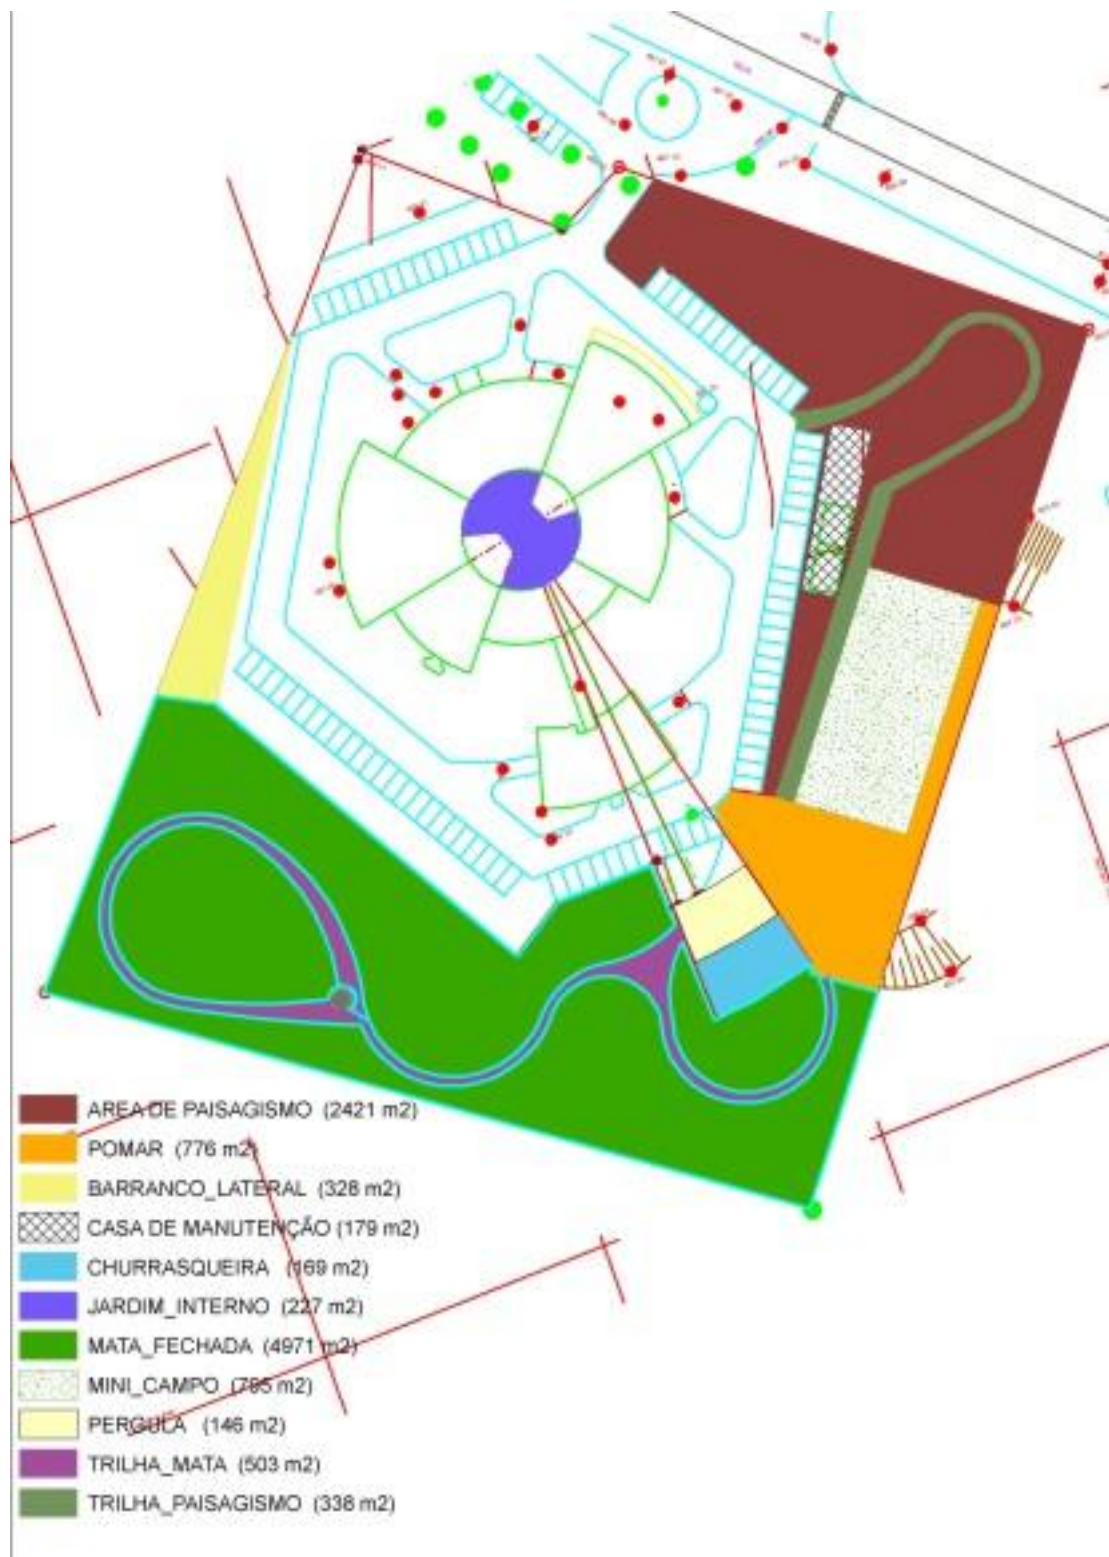 AREA DE PAISAGISMO (2421 m2)
POMAR (776 m2)
BARRANCO_LATERAL (328 m2)
CASA DE MANUTENÇÃO (179 m2)
CHURRASQUEIRA (169 m2)
JARDIM_INTERNO (227 m2)
MATA_FECHADA (4971 m2)
MINI_CAMPO (795 m2)
PERGULA (146 m2)
TRILHA_MATA (503 m2)
TRILHA_PAISAGISMO (338 m2)